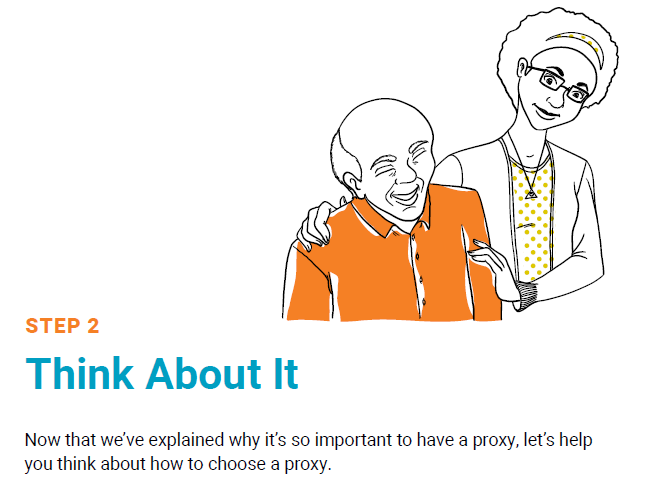 STEP 2
Think About It
Now that we’ve explained why it’s so important to have a proxy, let’s help
you think about how to choose a proxy.